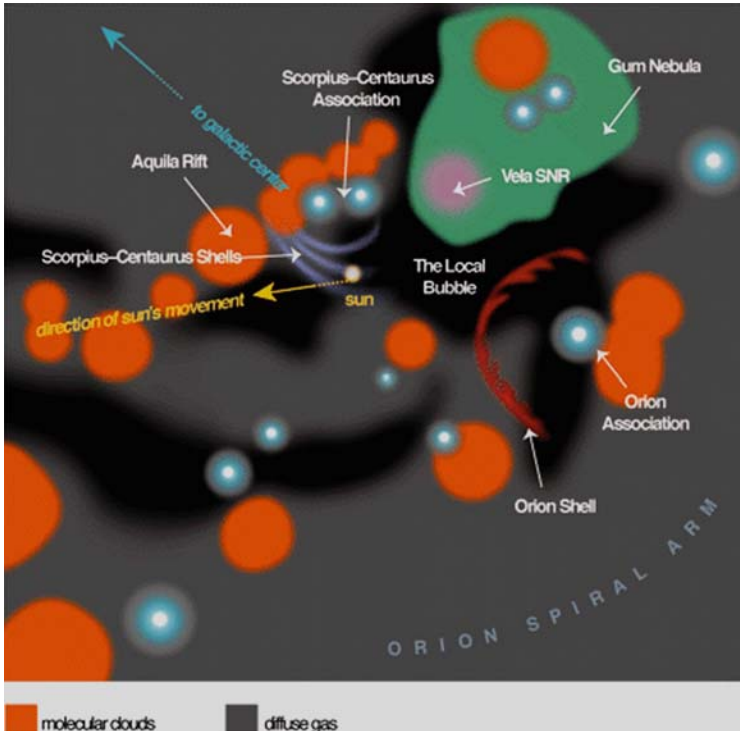 Scorpius–Centaurus
Association
Gum Nebula
to galactic center
Aquila Rift
Vela SNR
Scorpius–Centaurus Shells
The Local
Bubble
direction of sun's movement
sun
Orion
Association
Orion Shell
ORION SPIRAL ARM
molecular clouds
diffuse gas